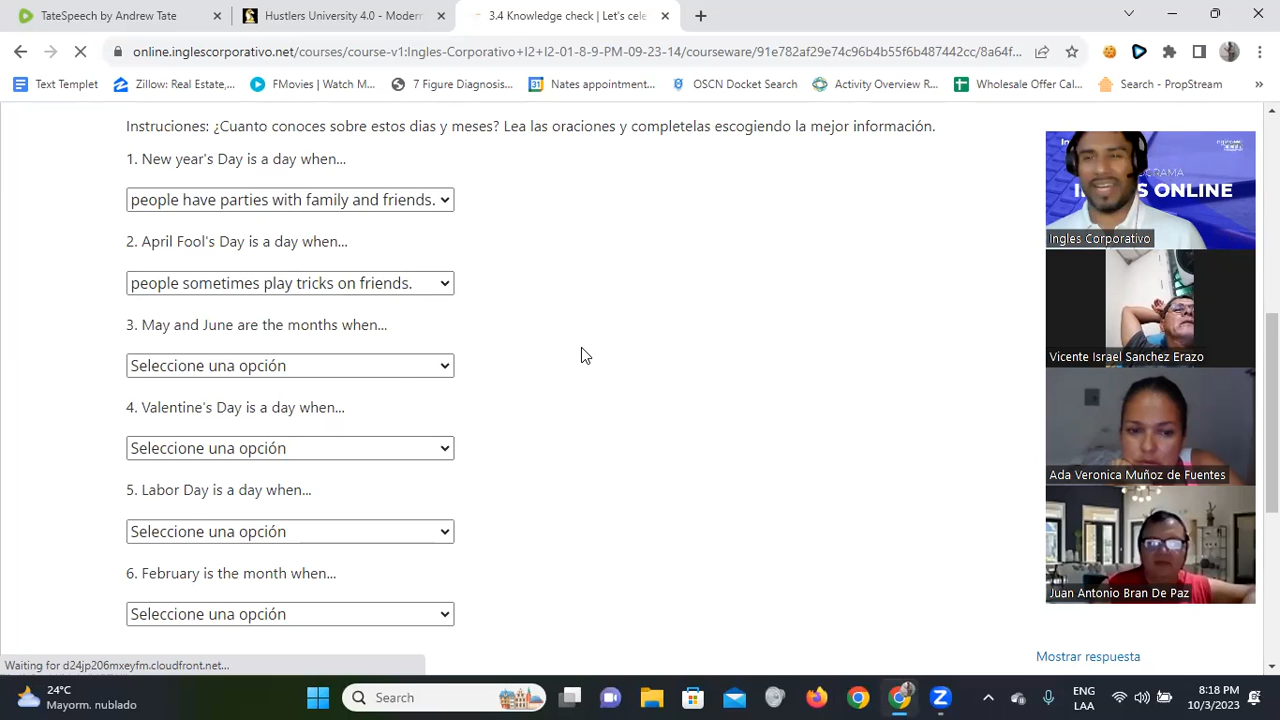 TateSpeech by Andrew Tate
Hustlers University 4.0 - Modern
3.4 Knowledge check | Let's cele
online.inglescorporativo.net/courses/course-v1:Ingles-Corporativo+I2+I2-01-8-9-PM-09-23-14/courseware/91e782af29e74c96b4b55f6b487442cc/8a64f...
Text Templet
Zillow: Real Estate,...
FMovies | Watch M...
7 Figure Diagnosis...
Nates appointment...
OSCN Docket Search
Activity Overview R...
Wholesale Offer Cal...
Search - PropStream
»
Instruciones: ¿Cuanto conoces sobre estos dias y meses? Lea las oraciones y completelas escogiendo la mejor información.
1. New year's Day is a day when...
people have parties with family and friends.
2. April Fool's Day is a day when...
people sometimes play tricks on friends.
3. May and June are the months when...
Seleccione una opción
4. Valentine's Day is a day when...
Seleccione una opción
5. Labor Day is a day when...
Seleccione una opción
6. February is the month when...
Seleccione una opción
Mostrar respuesta
ONLINE
Ingles Corporativo
Vicente Israel Sanchez Erazo
Ada Veronica Muñoz de Fuentes
Juan Antonio Bran De Paz
Waiting for d24jp206mxeyfm.cloudfront.net...
24°C
Mayorm. nublado
Search
ENG
LAA
8:18 PM
10/3/2023